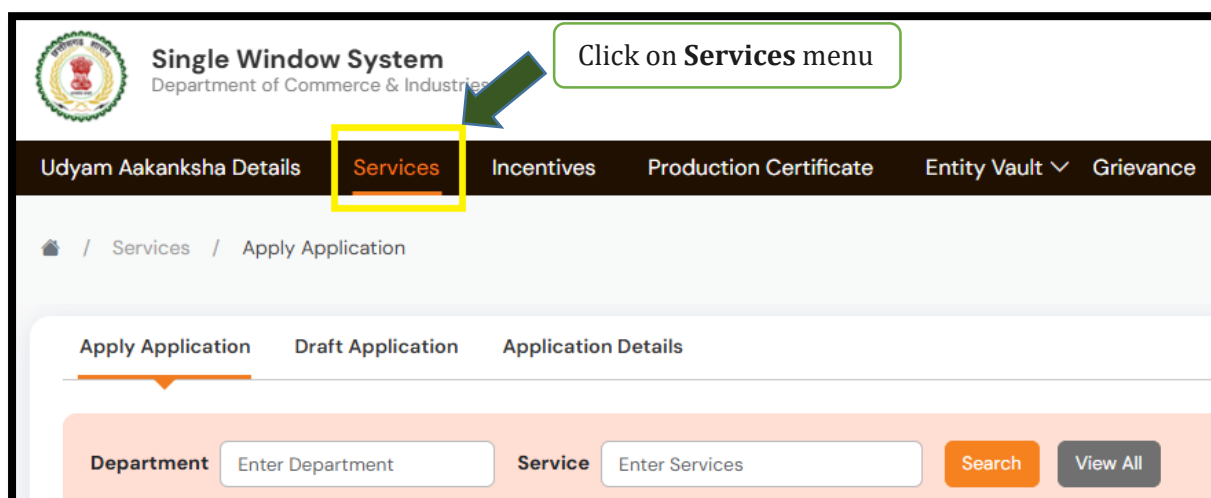 Single Window System
Department of Commerce & Industries
Click on Services menu
Udyam Aakanksha Details Services Incentives Production Certificate Entity Vault Grievance
/ Services / Apply Application
Apply Application Draft Application Application Details
Department Enter Department Service Enter Services Search View All